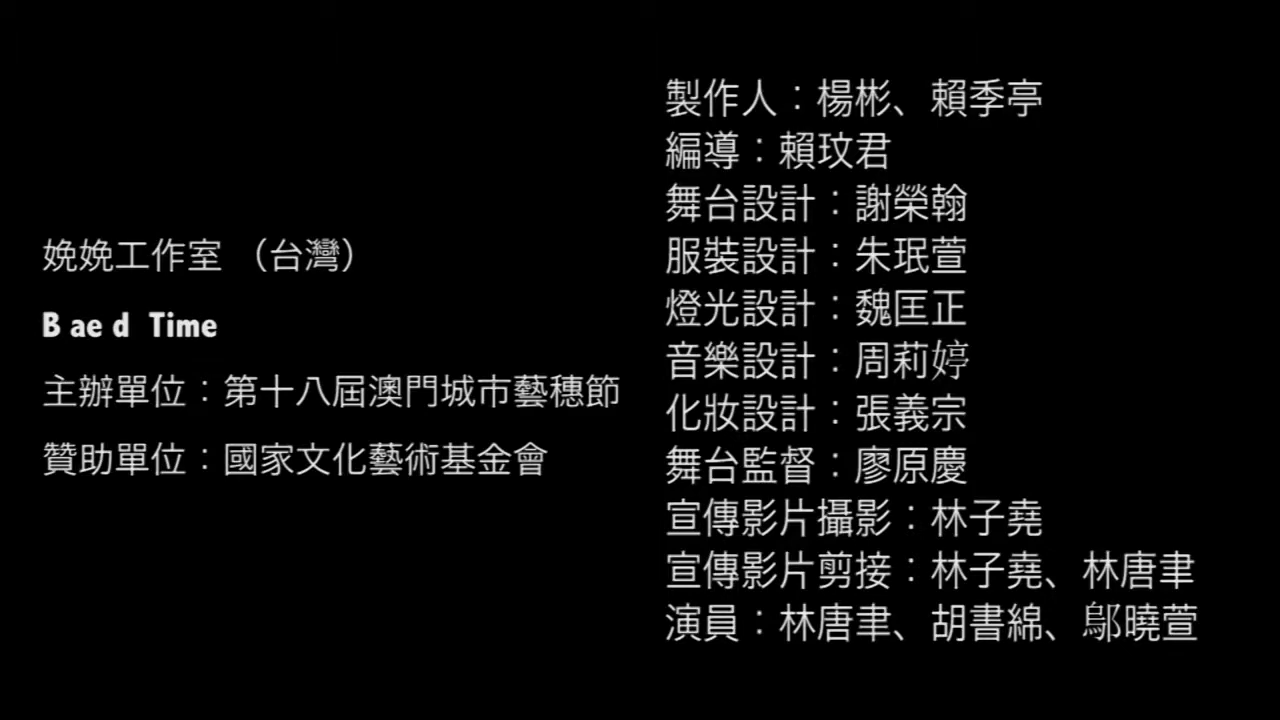 娩娩工作室 （台灣）
B ae d Time
主辦單位：第十八屆澳門城市藝穗節
贊助單位：國家文化藝術基金會
製作人：楊彬、賴季亭
編導：賴玟君
舞台設計：謝榮翰
服裝設計：朱珉萱
燈光設計：魏匡正
音樂設計：周莉婷
化妝設計：張義宗
舞台監督：廖原慶
宣傳影片攝影：林子堯
宣傳影片剪接：林子堯、林唐聿
演員：林唐聿、胡書綿、鄔曉萱